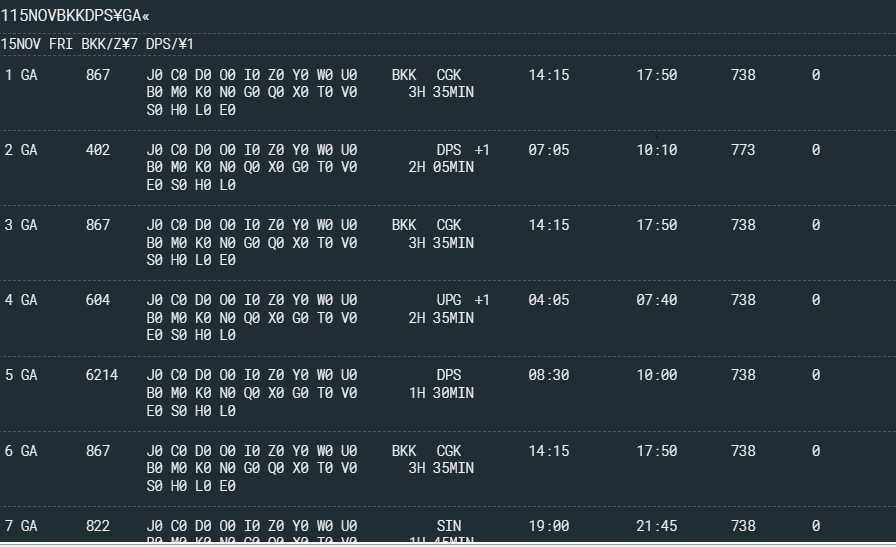 115NOVBKKDPS¥GA«
15NOV FRI BKK/Z¥7 DPS/¥1
1 GA 867 J0 C0 D0 O0 I0 Z0 Y0 W0 U0 BKK CGK 14:15 17:50 738 0
B0 M0 K0 N0 G0 Q0 X0 T0 V0 3H 35MIN
S0 H0 L0 E0
2 GA 402 J0 C0 D0 O0 I0 Z0 Y0 W0 U0 DPS +1 07:05 10:10 773 0
B0 M0 K0 N0 Q0 X0 G0 T0 V0 2H 05MIN
E0 S0 H0 L0
3 GA 867 J0 C0 D0 O0 I0 Z0 Y0 W0 U0 BKK CGK 14:15 17:50 738 0
B0 M0 K0 N0 G0 Q0 X0 T0 V0 3H 35MIN
S0 H0 L0 E0
4 GA 604 J0 C0 D0 O0 I0 Z0 Y0 W0 U0 UPG +1 04:05 07:40 738 0
B0 M0 K0 N0 Q0 X0 G0 T0 V0 2H 35MIN
E0 S0 H0 L0
5 GA 6214 J0 C0 D0 O0 I0 Z0 Y0 W0 U0 DPS 08:30 10:00 738 0
B0 M0 K0 N0 Q0 X0 G0 T0 V0 1H 30MIN
E0 S0 H0 L0
6 GA 867 J0 C0 D0 O0 I0 Z0 Y0 W0 U0 BKK CGK 14:15 17:50 738 0
B0 M0 K0 N0 G0 Q0 X0 T0 V0 3H 35MIN
S0 H0 L0 E0
7 GA 822 J0 C0 D0 O0 I0 Z0 Y0 W0 U0 SIN 19:00 21:45 738 0